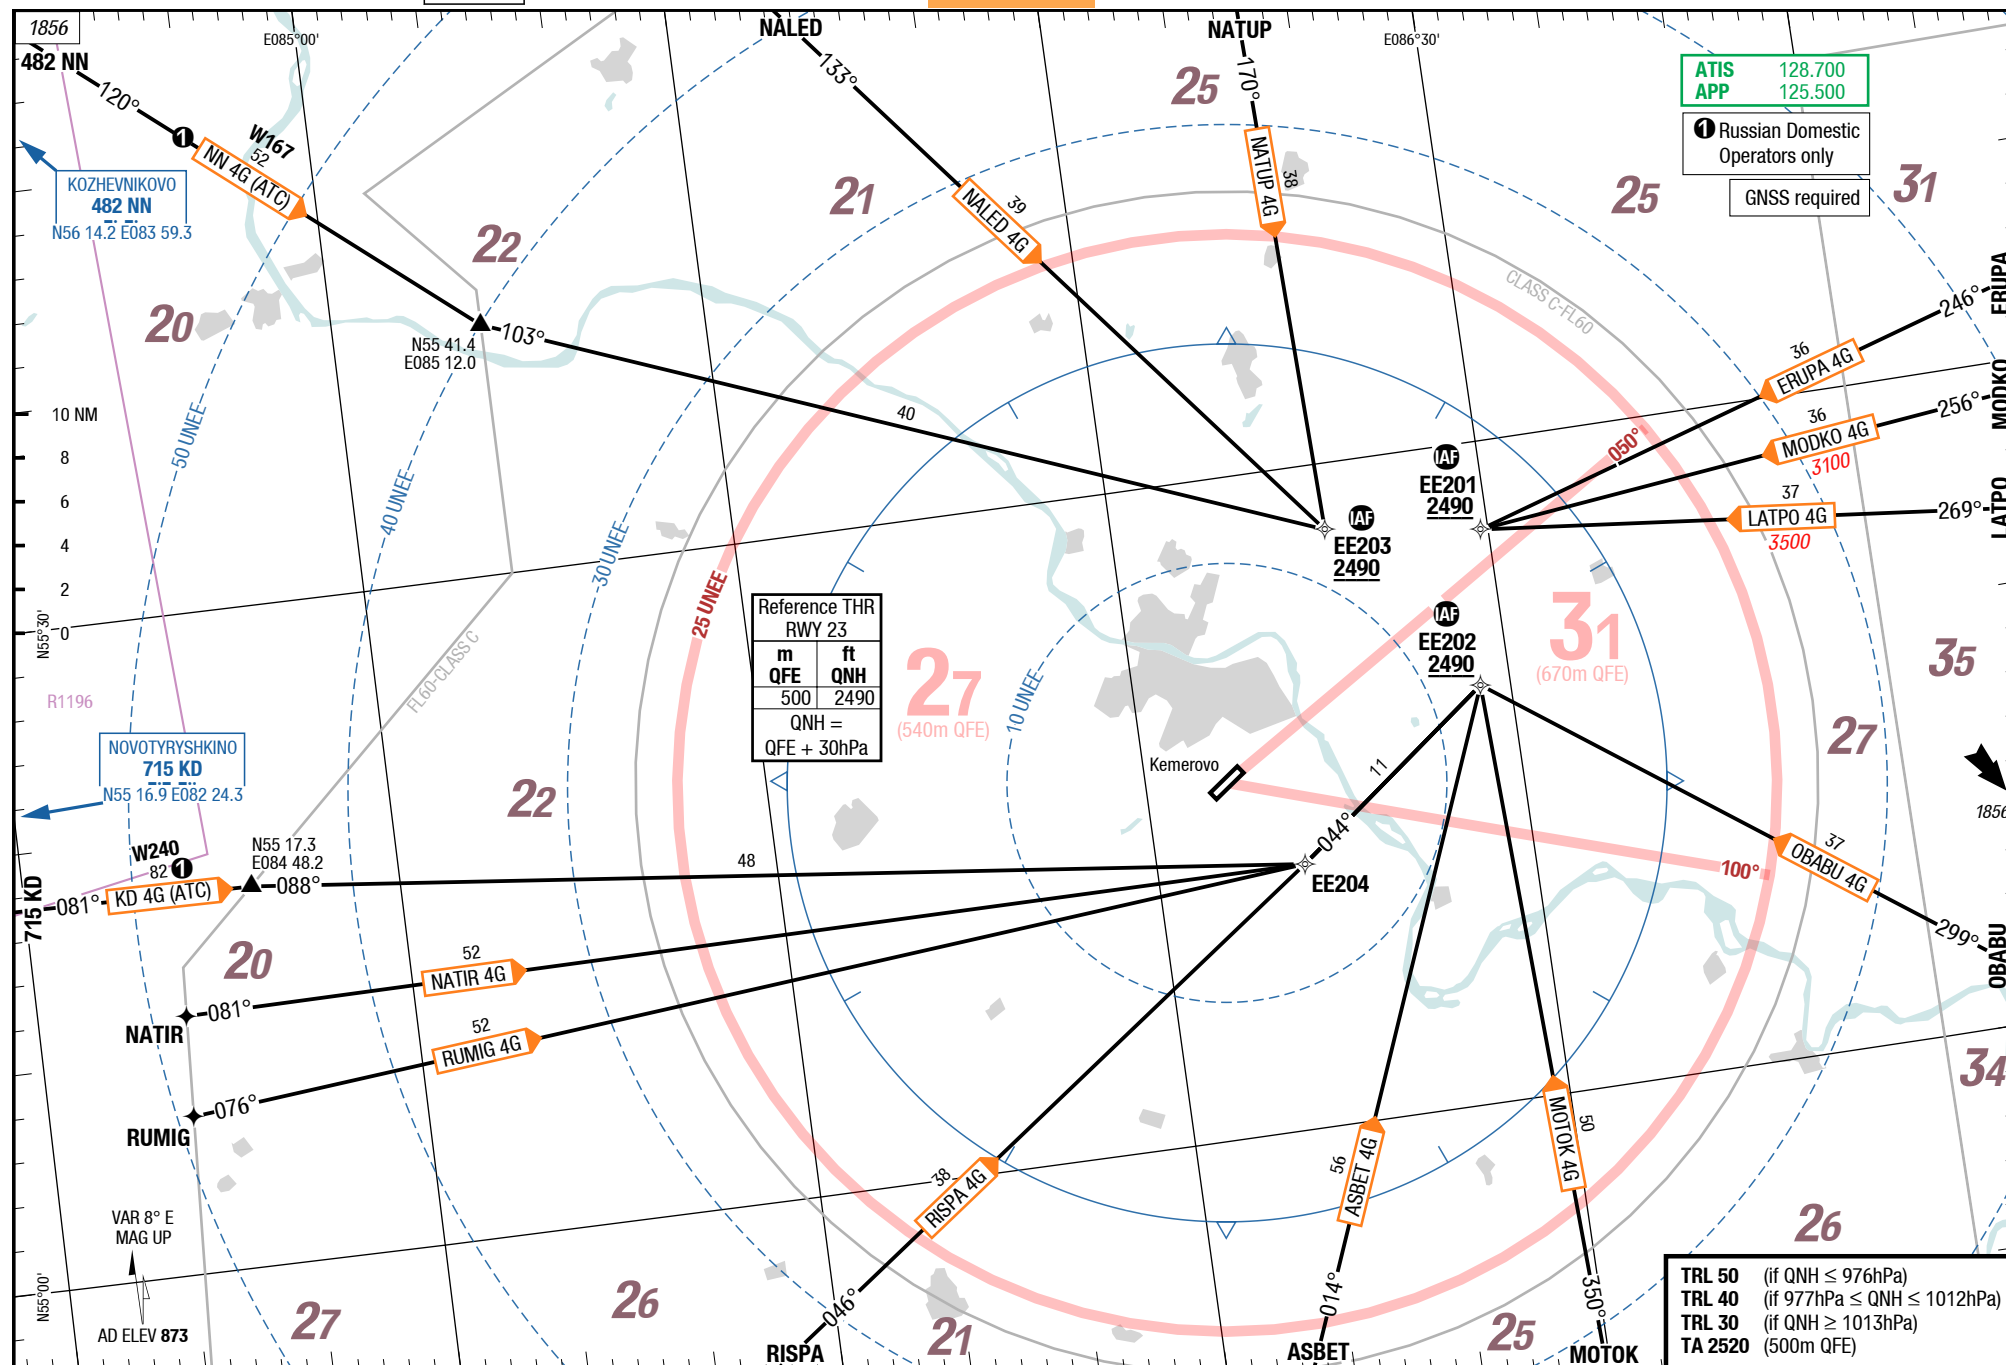 1856
482 NN
120°
W167
52
NN 4G (ATC)
KOZHEVNIKOVO
482 NN
N56 14.2 E083 59.3
E085°00'
NALED
133°
39
NALED 4G
NATUP
170°
38
NATUP 4G
E086°30'
ATIS 128.700
APP 125.500
1 Russian Domestic
Operators only
GNSS required
25
21
22
20
25
31
CLASS C-FL60
ERUPA
246°
36
ERUPA 4G
MODKO
256°
36
MODKO 4G
3100
LATPO
269°
37
LATPO 4G
3500
N55 41.4
E085 12.0
103°
40
10 NM
8
6
4
2
0
N55°30'
50 UNEE
40 UNEE
30 UNEE
25 UNEE
10 UNEE
050°
IAF
EE201
2490
IAF
EE203
2490
IAF
EE202
2490
Reference THR
RWY 23
m ft
QFE QNH
500 2490
QNH =
QFE + 30hPa
27
(540m QFE)
31
(670m QFE)
35
27
R1196
FL60-CLASS C
NOVOTYRYSHKINO
715 KD
N55 16.9 E082 24.3
22
Kemerovo
11
044°
EE204
100°
37
OBABU 4G
299°
OBABU
1856
W240
82 1
KD 4G (ATC)
081°
715 KD
N55 17.3
E084 48.2
088°
48
20
NATIR
081°
52
NATIR 4G
RUMIG
076°
52
RUMIG 4G
34
38
RISPA 4G
046°
RISPA
56
ASBET 4G
014°
ASBET
50
MOTOK 4G
350°
MOTOK
VAR 8° E
MAG UP
AD ELEV 873
N55°00'
27
26
21
25
26
TRL 50 (if QNH ≤ 976hPa)
TRL 40 (if 977hPa ≤ QNH ≤ 1012hPa)
TRL 30 (if QNH ≥ 1013hPa)
TA 2520 (500m QFE)